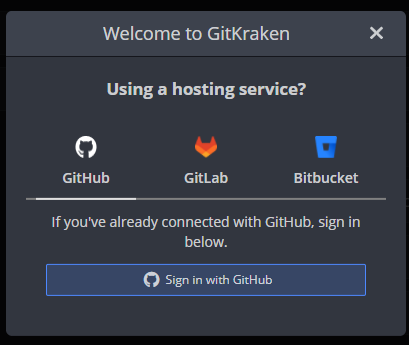 Welcome to GitKraken
Using a hosting service?
GitHub
GitLab
Bitbucket
If you've already connected with GitHub, sign in
below.
Sign in with GitHub